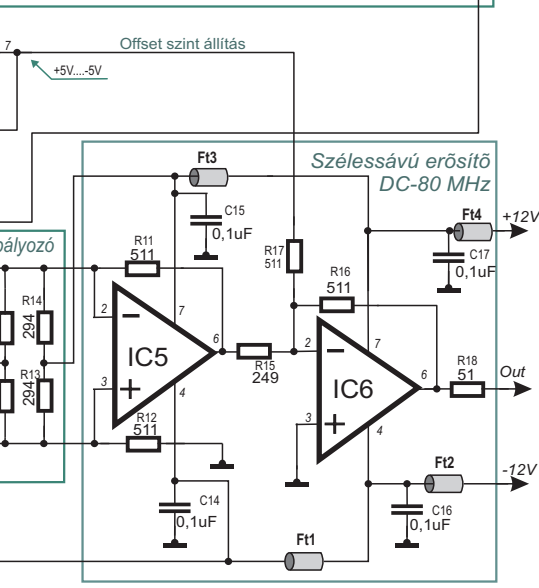 7
Offset szint állítás
+5V....-5V
Ft3
Szélessávú erõsítõ
DC-80 MHz
Ft4
+12V
C15
0,1uF
C17
0,1uF
pályozó
R11
511
R17
511
R16
511
R14
294
2
7
IC5
6
R15
249
2
7
IC6
6
R18
51
Out
R13
294
3
4
R12
511
3
4
Ft2
-12V
C14
0,1uF
C16
0,1uF
Ft1